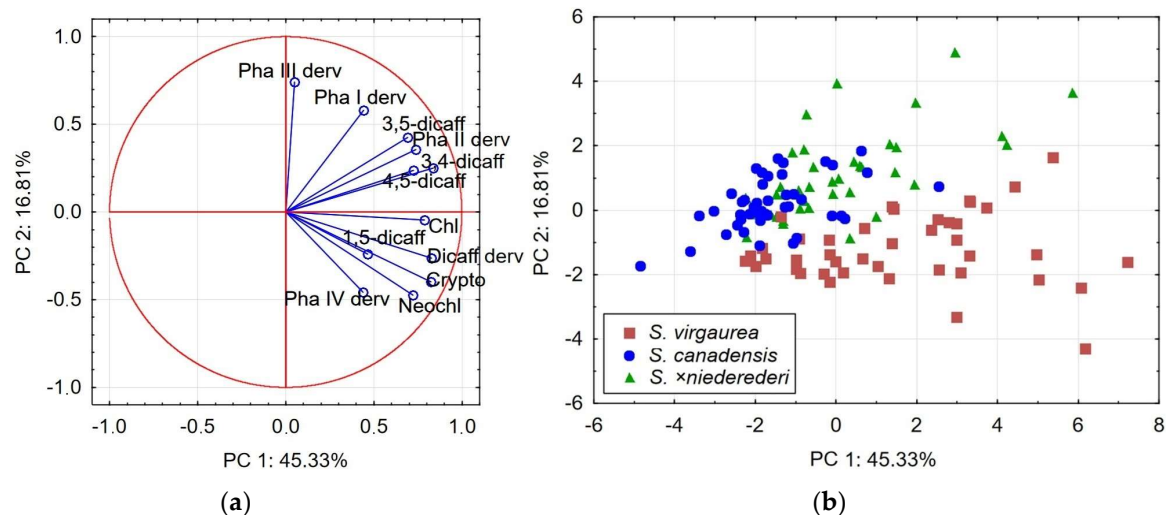 1.0
0.5
0.0
-0.5
-1.0
-1.0
-0.5
0.0
0.5
1.0
PC 2: 16.81%
PC 1: 45.33%
Pha III derv
Pha I derv
3,5-dicaff
Pha II derv
3,4-dicaff
4,5-dicaff
Chl
1,5-dicaff
Dicaff derv
Crypto
Pha IV derv
Neochl
(a)
6
4
2
0
-2
-4
-6
-6
-4
-2
0
2
4
6
8
PC 2: 16.81%
PC 1: 45.33%
S. virgaurea
S. canadensis
S. ×niederederi
(b)